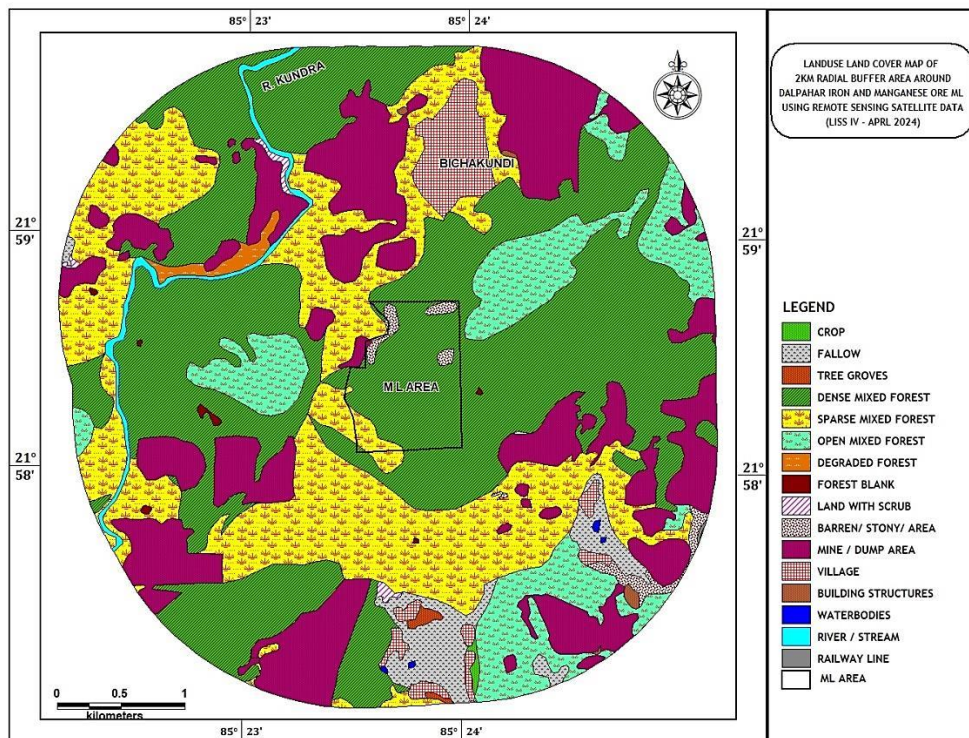 85° 23' 85° 24'
LANDUSE LAND COVER MAP OF
2KM RADIAL BUFFER AREA AROUND
DALPAHAR IRON AND MANGANESE ORE ML
USING REMOTE SENSING SATELLITE DATA
(LISS IV - APRL 2024)
R. KUNDRA
BICHAKUNDI
21°
59'
21°
59'
M L AREA
21°
58'
21°
58'
LEGEND
CROP
FALLOW
TREE GROVES
DENSE MIXED FOREST
SPARSE MIXED FOREST
OPEN MIXED FOREST
DEGRADED FOREST
FOREST BLANK
LAND WITH SCRUB
BARREN/ STONY/ AREA
MINE / DUMP AREA
VILLAGE
BUILDING STRUCTURES
WATERBODIES
RIVER / STREAM
RAILWAY LINE
ML AREA
0 0.5 1
kilometers
85° 23' 85° 24'